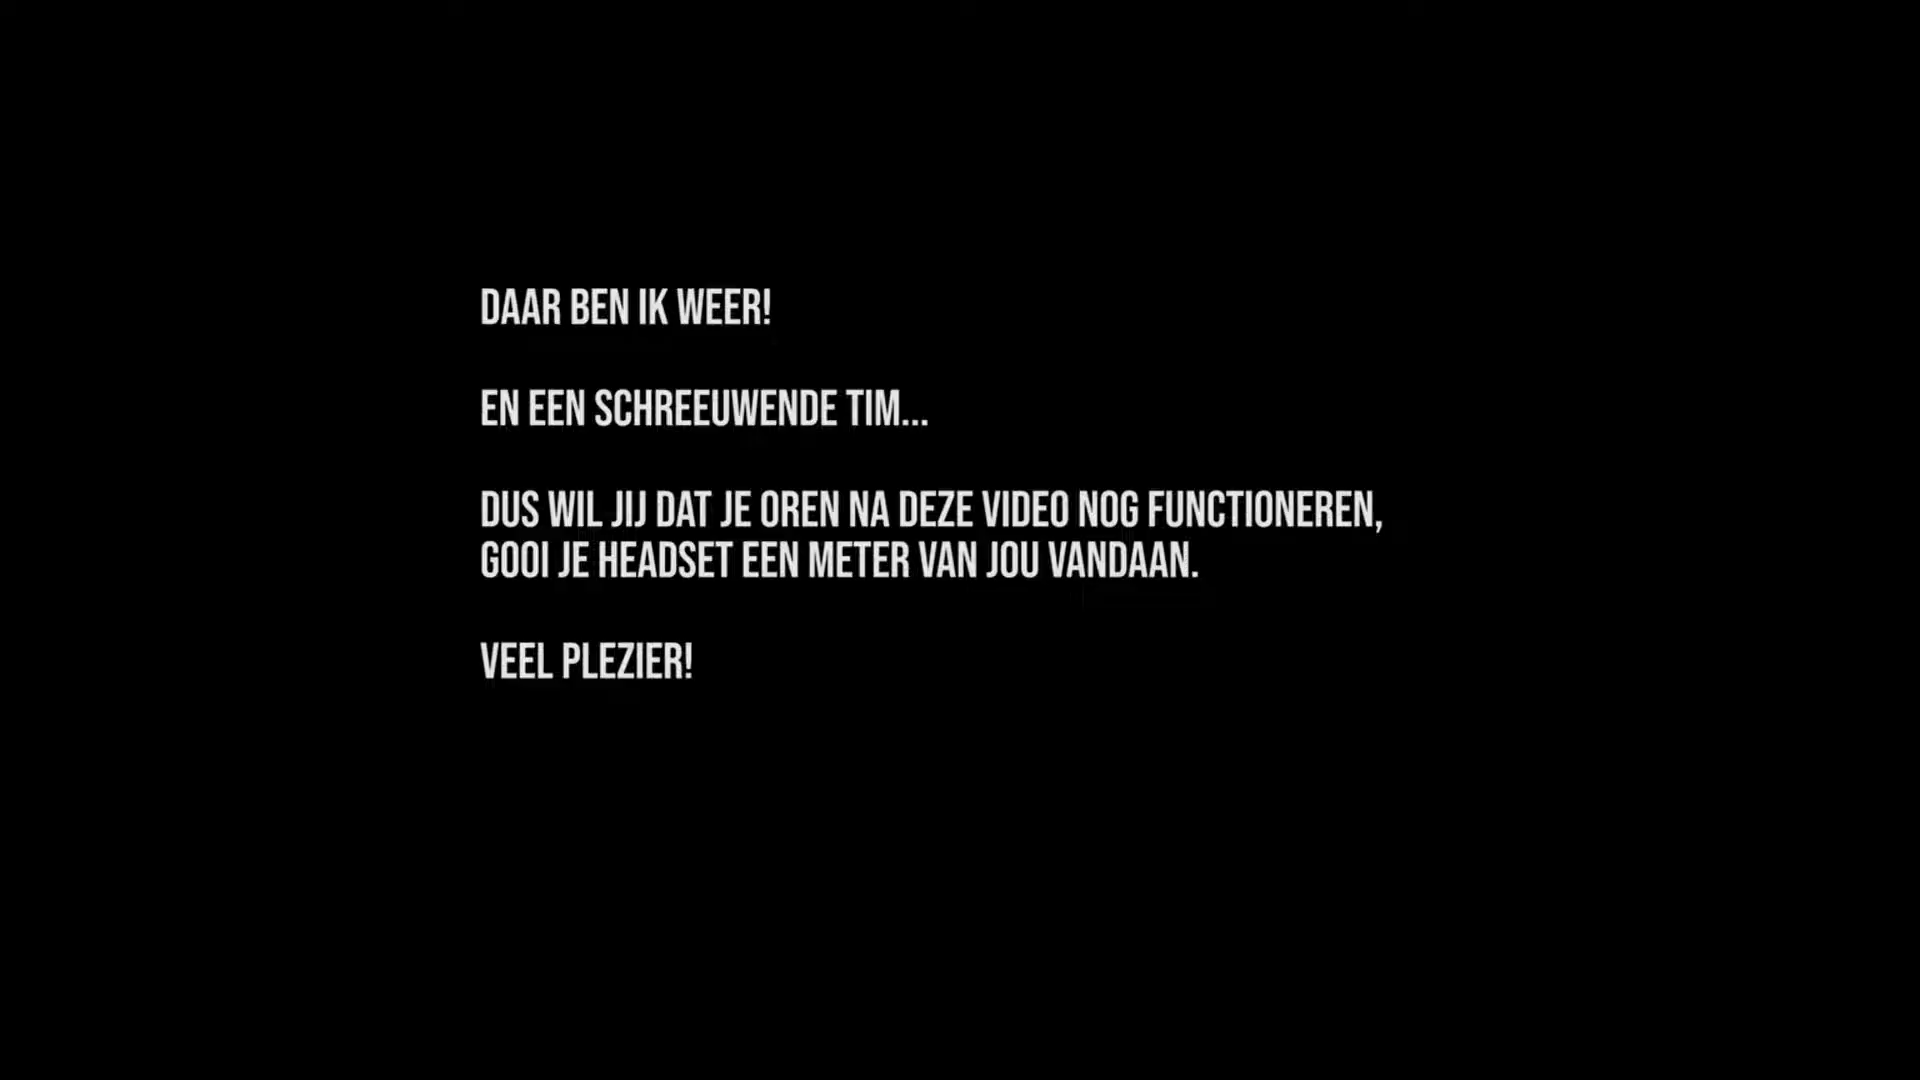 DAAR BEN IK WEER!
EN EEN SCHREEUWENDE TIM...
DUS WIL JIJ DAT JE OREN NA DEZE VIDEO NOG FUNCTIONEREN,
GOOI JE HEADSET EEN METER VAN JOU VANDAAN.
VEEL PLEZIER!